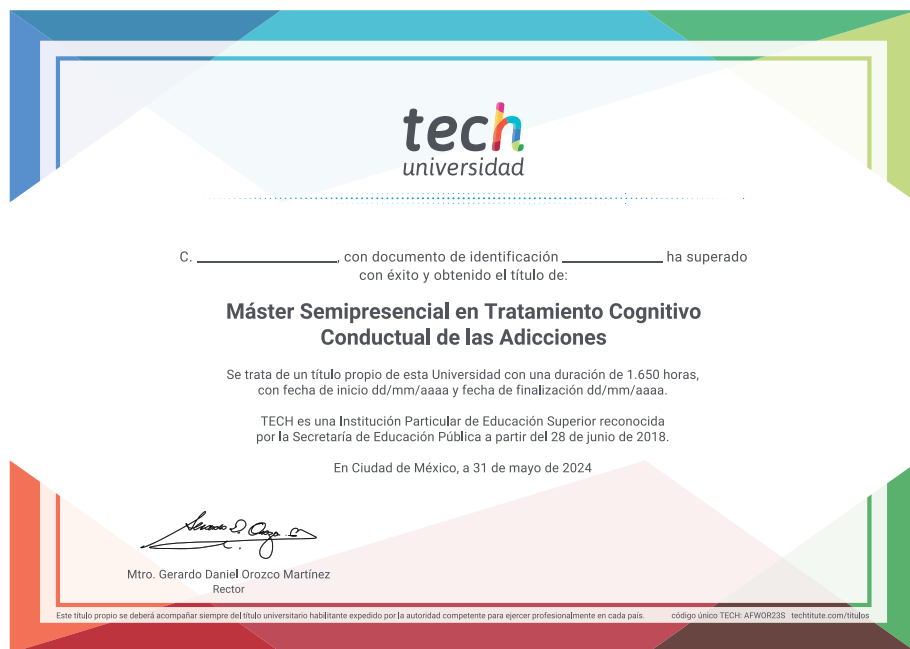 tech
universidad
C. ____________, con documento de identificación ____________ ha superado
con éxito y obtenido el título de:
Máster Semipresencial en Tratamiento Cognitivo
Conductual de las Adicciones
Se trata de un título propio de esta Universidad con una duración de 1.650 horas,
con fecha de inicio dd/mm/aaaa y fecha de finalización dd/mm/aaaa.
TECH es una Institución Particular de Educación Superior reconocida
por la Secretaría de Educación Pública a partir del 28 de junio de 2018.
En Ciudad de México, a 31 de mayo de 2024
Mtro. Gerardo Daniel Orozco Martínez
Rector
Este título propio se deberá acompañar siempre del título universitario habilitante expedido por la autoridad competente para ejercer profesionalmente en cada país. código único TECH: AFWOR23S techtitute.com/titulos